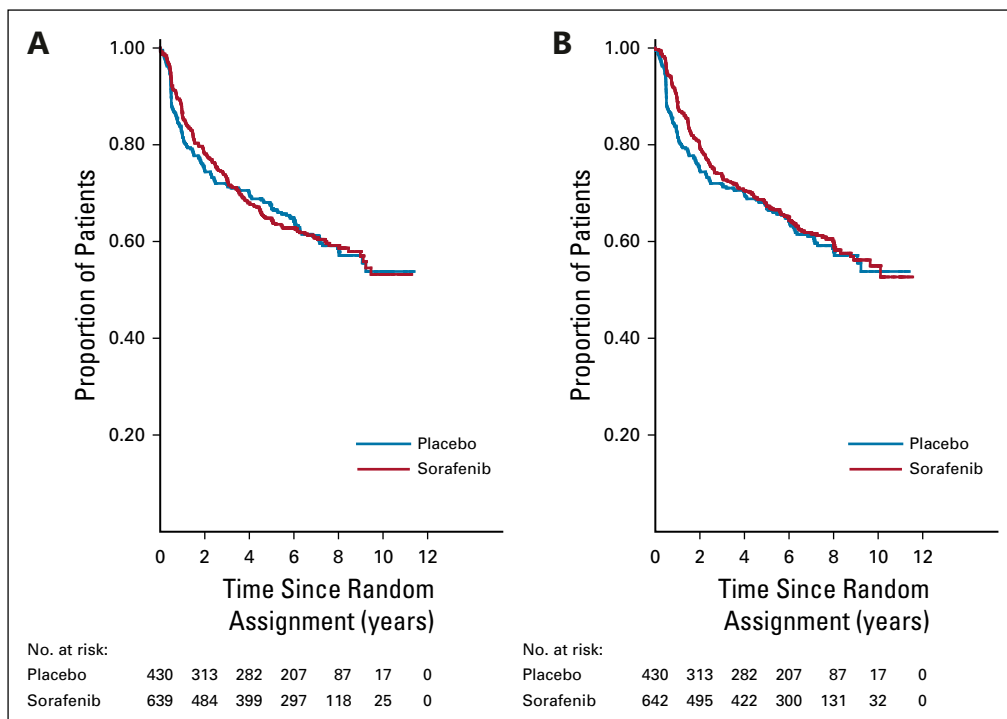 A
1.00
0.80
0.60
0.40
0.20
Proportion of Patients
Placebo
Sorafenib
0 2 4 6 8 10 12
Time Since Random
Assignment (years)
No. at risk:
Placebo 430 313 282 207 87 17 0
Sorafenib 639 484 399 297 118 25 0
B
1.00
0.80
0.60
0.40
0.20
Proportion of Patients
Placebo
Sorafenib
0 2 4 6 8 10 12
Time Since Random
Assignment (years)
No. at risk:
Placebo 430 313 282 207 87 17 0
Sorafenib 642 495 422 300 131 32 0